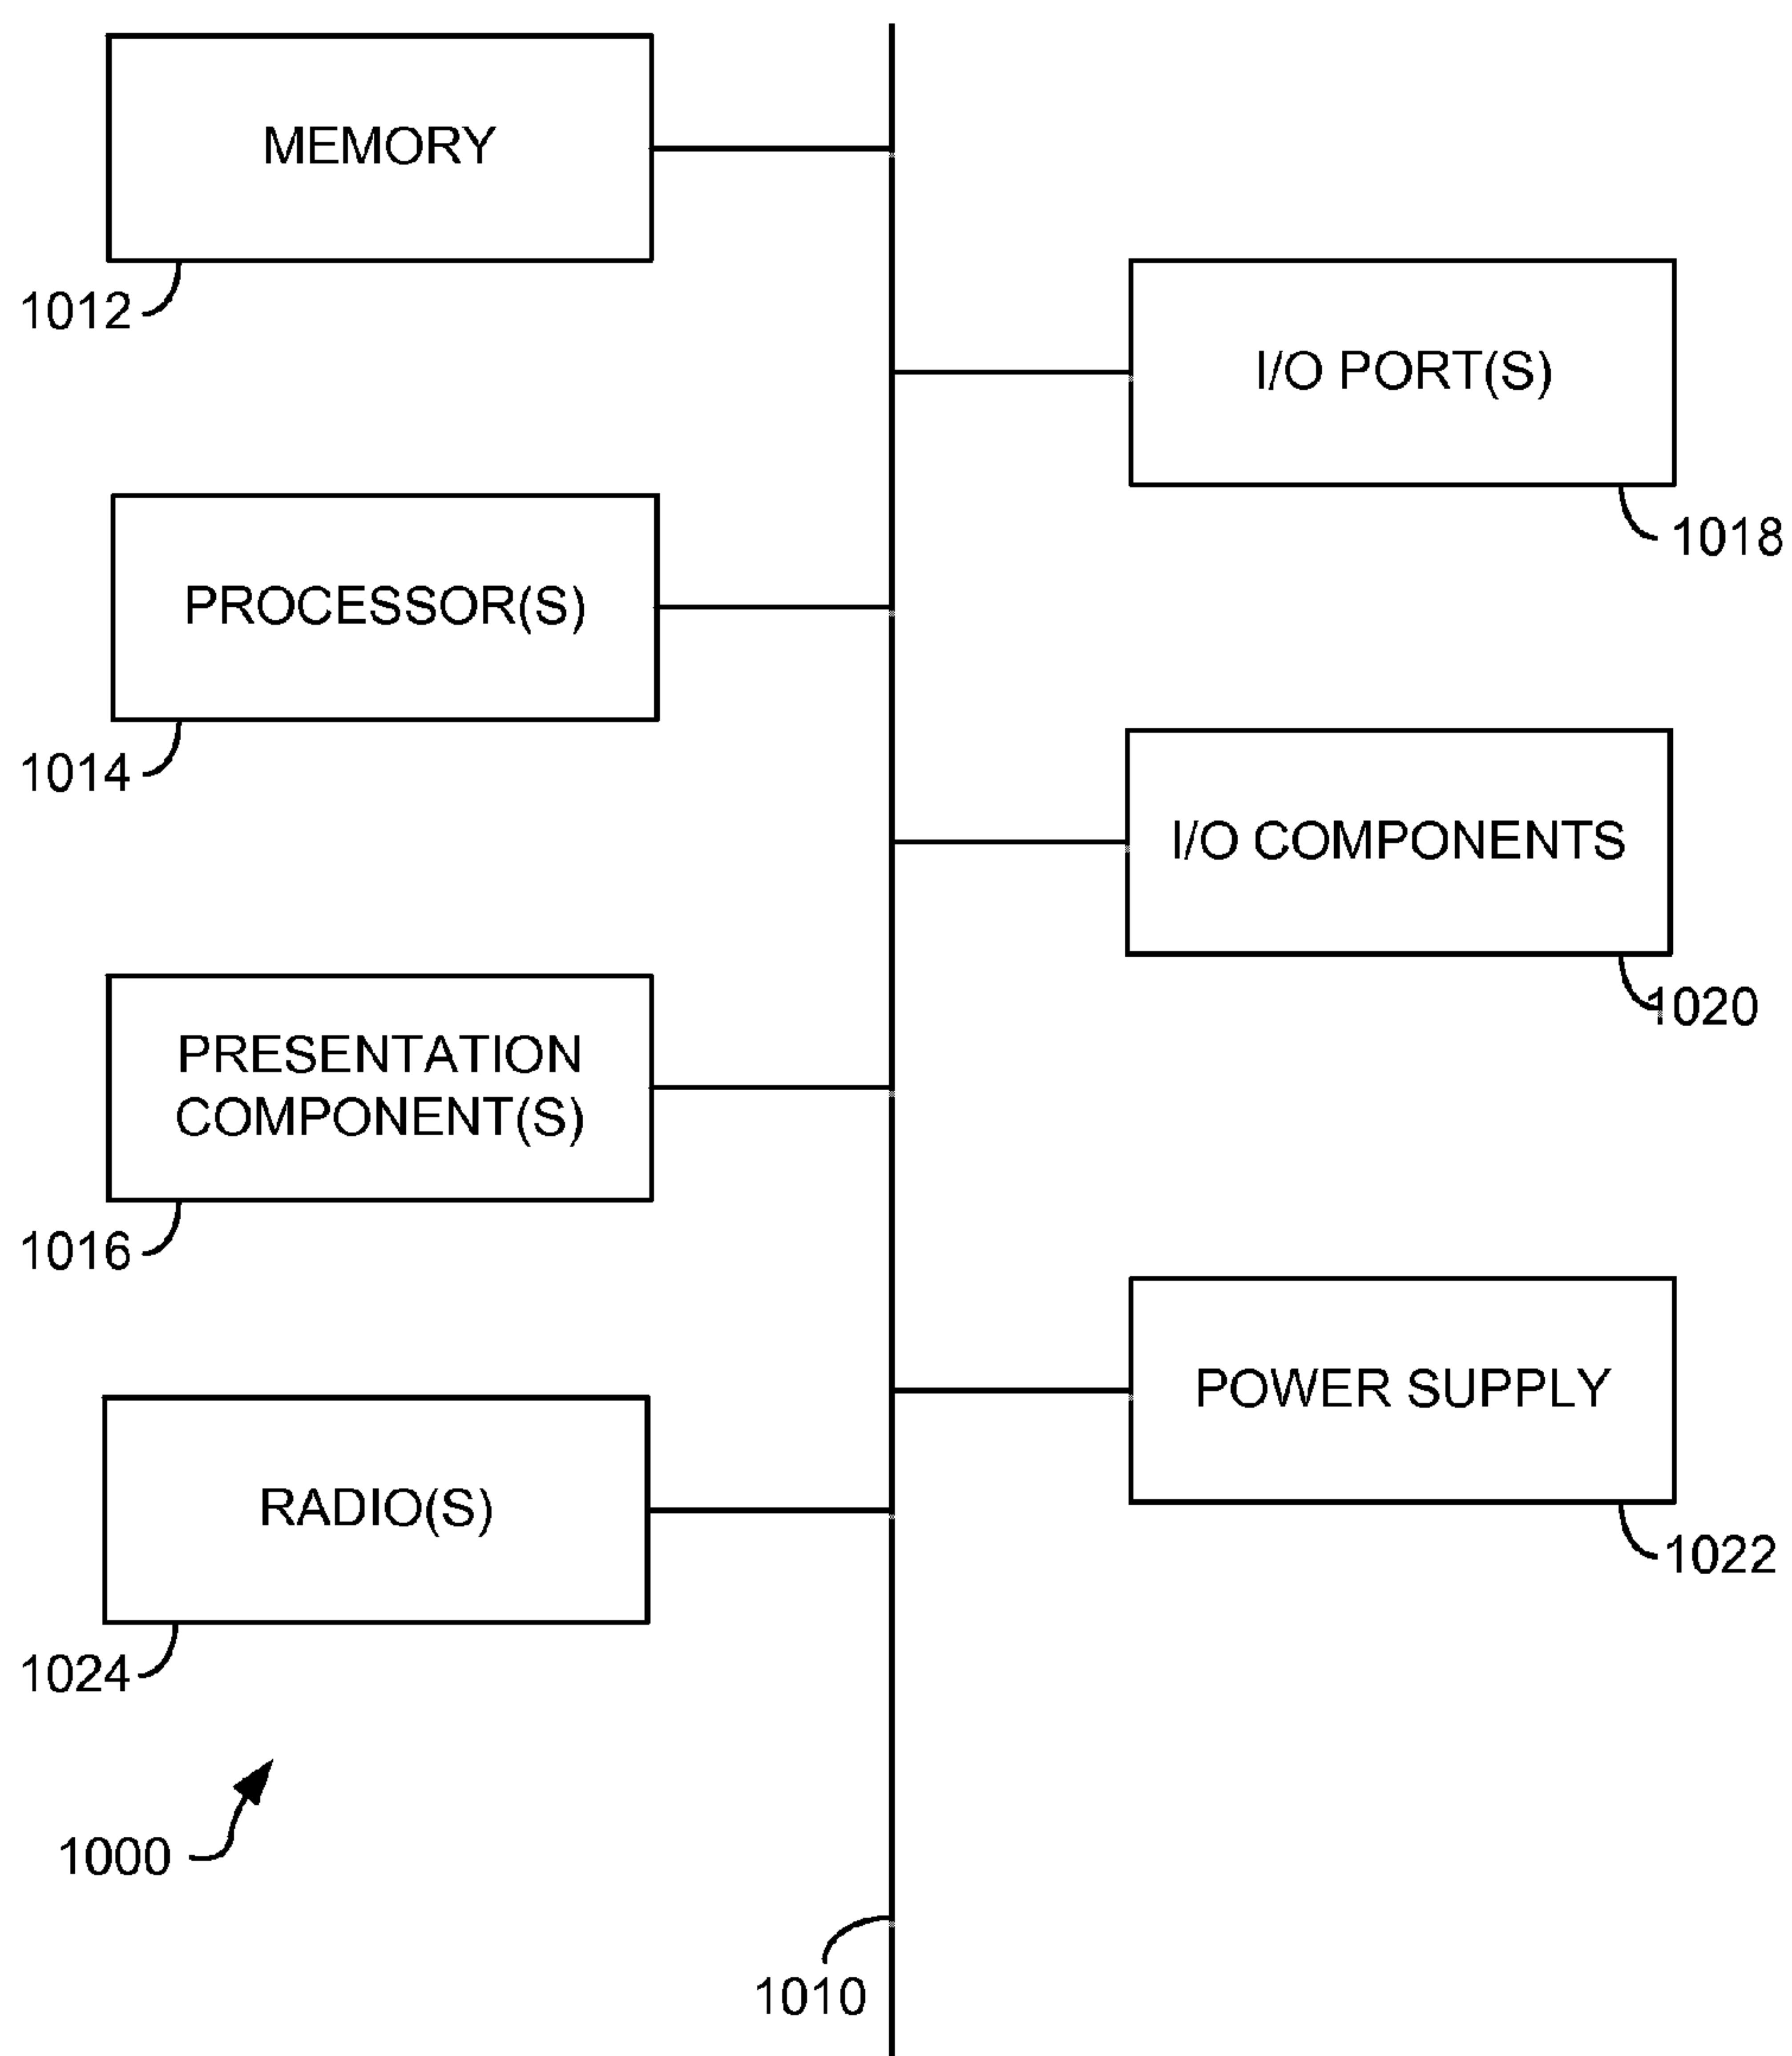 MEMORY
1012
I/O PORT(S)
1018
PROCESSOR(S)
1014
I/O COMPONENTS
1020
PRESENTATION
COMPONENT(S)
1016
POWER SUPPLY
1022
RADIO(S)
1024
1000
1010